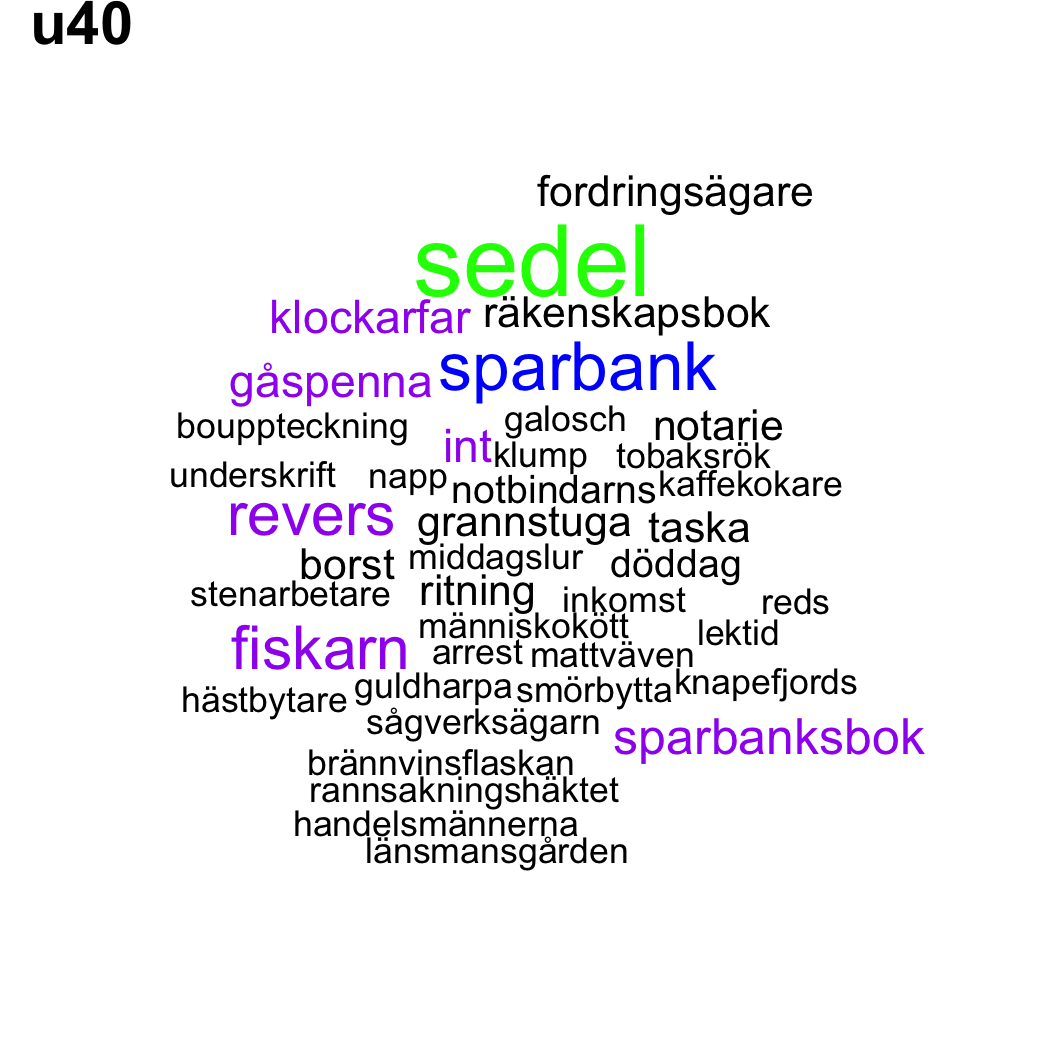 u40
fordringsägare
sedel
klockarfar räkenskapsbok
gåspenna sparbank
bouppteckning galosch notarie
int klump tobaksrök
underskrift napp notbindarns kaffekokare
revers grannstuga taska
borst middagslur döddag
stenarbetare ritning inkomst reds
människokött lektid
fiskarn arrest mattväven
hästbytare guldharpa smörbytta knapefjords
sågverksägarn sparbanksbok
brännvinsflaskan
rannsakningshäktet
handelsmännerna
länsmansgården